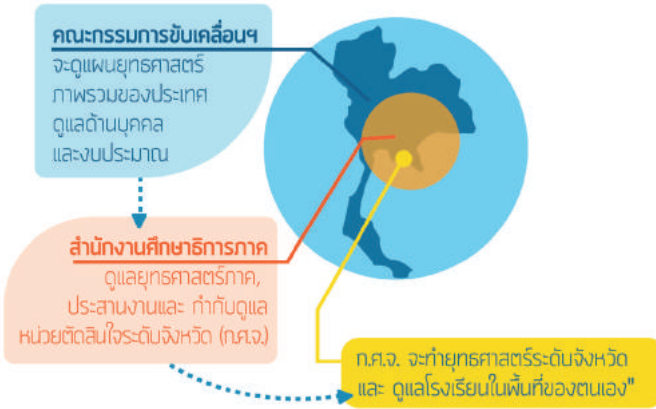 คณะกรรมการขับเคลื่อนฯ
จะดูแผนยุทธศาสตร์
ภาพรวมของประเทศ
ดูแลด้านบุคคล
และงบประมาณ
สำนักงานศึกษาธิการภาค
ดูแลยุทธศาสตร์ภาค,
ประสานงานและ กำกับดูแล
หน่วยตัดสินใจระดับจังหวัด (กศจ.)
ก.ศ.จ. จะทำยุทธศาสตร์ระดับจังหวัด
และ ดูแลโรงเรียนในพื้นที่ของตนเอง"